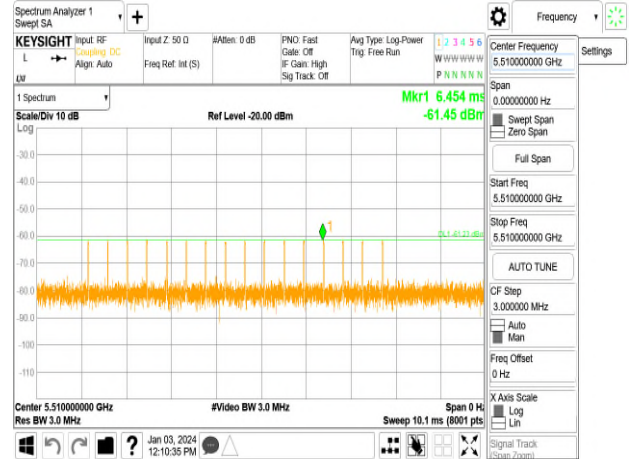 Spectrum Analyzer 1
Swept SA
Frequency
KEYSIGHT Input: RF Input Z: 50 Ω #Atten: 0 dB PNO: Fast Avg Type: Log-Power 1 2 3 4 5 6
L Coupling: DC Gate: Off Trig: Free Run W W W W W W
Align: Auto Freq Ref: Int (S) IF Gain: High P N N N N N
Sig Track: Off
LXI
Settings
1 Spectrum
Mkr1 6.454 ms
Scale/Div 10 dB Ref Level -20.00 dBm -61.45 dBm
Log
-30.0
-40.0
-50.0
1
DL1 -61.23 dBm
-60.0
-70.0
-80.0
-90.0
-100
-110
Center 5.510000000 GHz #Video BW 3.0 MHz Span 0 Hz
Res BW 3.0 MHz Sweep 10.1 ms (8001 pts)
Jan 03, 2024
12:10:35 PM
Center Frequency
5.510000000 GHz
Span
0.00000000 Hz
Swept Span
Zero Span
Full Span
Start Freq
5.510000000 GHz
Stop Freq
5.510000000 GHz
AUTO TUNE
CF Step
3.000000 MHz
Auto
Man
Freq Offset
0 Hz
X Axis Scale
Log
Lin
Signal Track
(Span Zoom)